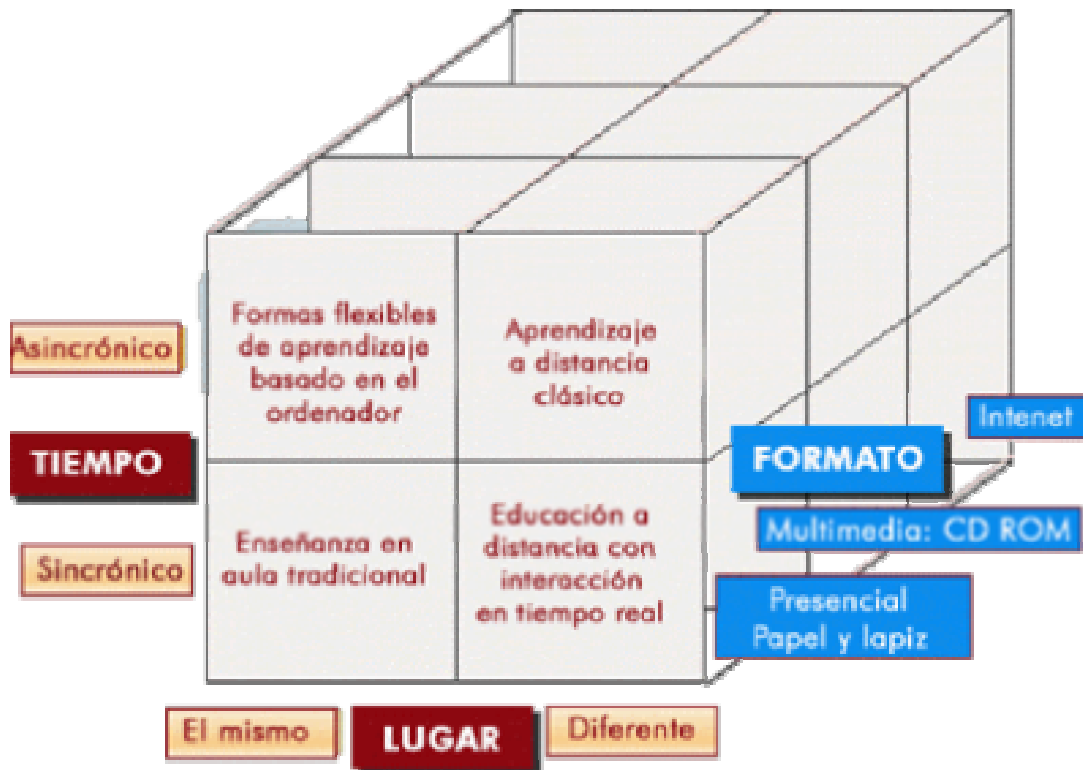 Formas flexibles
de aprendizaje
basado en el
ordenador
Aprendizaje
a distancia
clásico
Asincrónico
TIEMPO
Sincrónico
Enseñanza en
aula tradicional
Educación a
distancia con
interacción
en tiempo real
Intenet
FORMATO
Multimedia: CD ROM
Presencial
Papel y lapiz
El mismo
LUGAR
Diferente